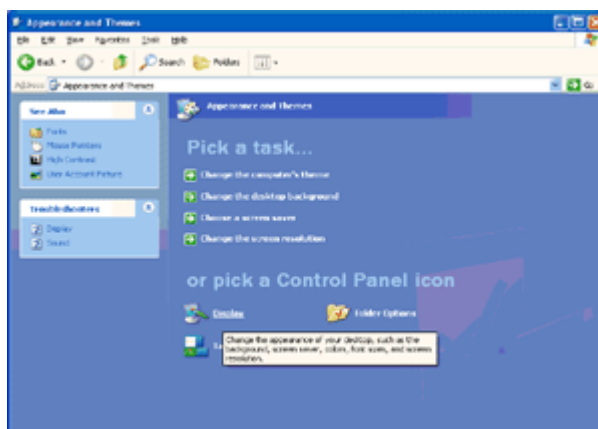 Appearance and Themes
File Edit View Favorites Tools Help
Back Search Folders
Address Appearance and Themes Go
See Also
Fonts
Mouse Pointers
High Contrast
User Account Picture
Troubleshooters
Display
Sound
Appearance and Themes
Pick a task...
Change the computer's theme
Change the desktop background
Choose a screen saver
Change the screen resolution
or pick a Control Panel icon
Display Folder Options
Change the appearance of your desktop, such as the
background, screen saver, colors, font sizes, and screen
resolution.